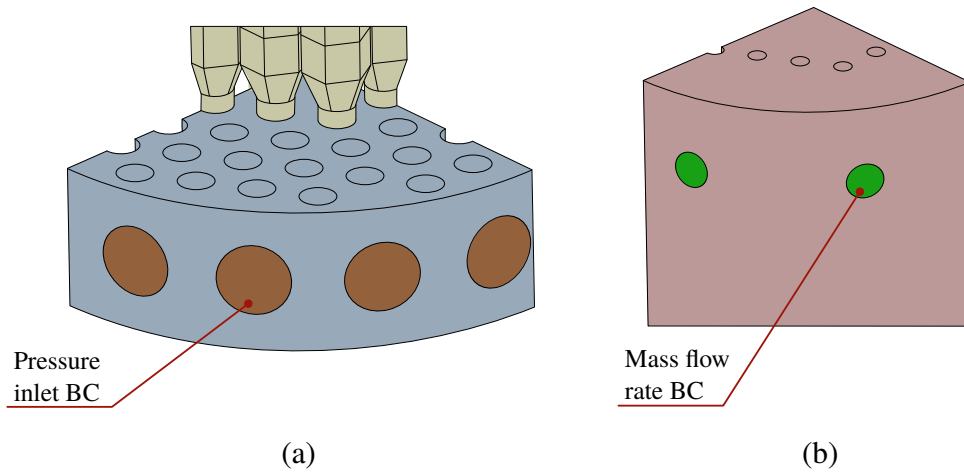 Pressure
inlet BC
Mass flow
rate BC
(a)
(b)